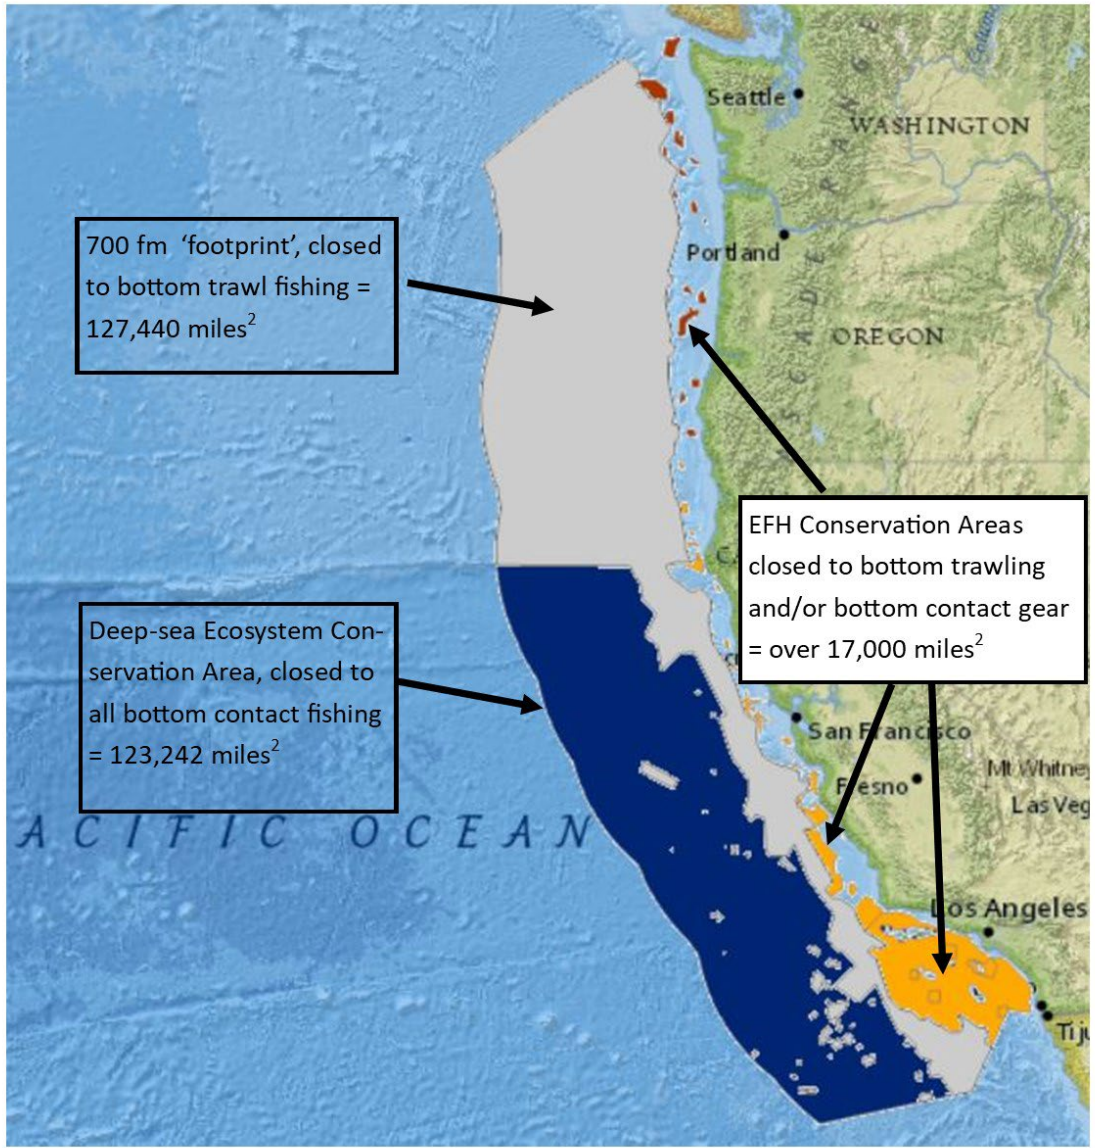 Seattle
WASHINGTON
700 fm ‘footprint’, closed
to bottom trawl fishing =
127,440 miles²
Portland
CASCADE RANGE
OREGON
EFH Conservation Areas
closed to bottom trawling
and/or bottom contact gear
= over 17,000 miles²
Deep-sea Ecosystem Con-
servation Area, closed to
all bottom contact fishing
= 123,242 miles²
San Francisco
Mt Whitney
Fresno
Las Veg
ACIFIC OCEAN
Los Angeles
Tiju